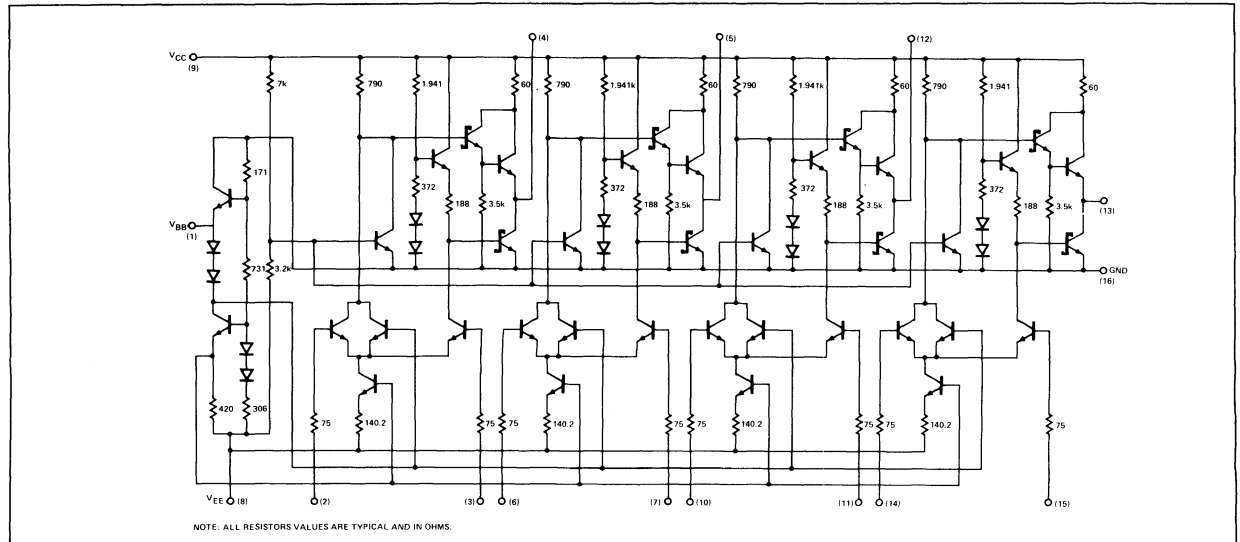 (4) (5) (12)
VCC
(9)
7k 790 1.941 60 790 1.941k 60 790 1.941k 60 790 1.941 60
171 372 188 3.5k 372 188 3.5k 372 188 3.5k 372 188 3.5k
(13)
VBB
(1)
731 3.2k
GND
(16)
420 306 75 140.2 75 75 140.2 75 75 140.2 75 75 140.2 75
VEE (8) (2) (3) (6) (7) (10) (11) (14) (15)
NOTE: ALL RESISTORS VALUES ARE TYPICAL AND IN OHMS.